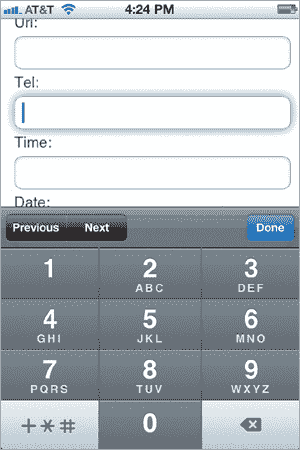 AT&T 4:24 PM
Url:
Tel:
Time:
Date:
Previous Next Done
1 2 3
ABC DEF
4 5 6
GHI JKL MNO
7 8 9
PQRS TUV WXYZ
+*# 0